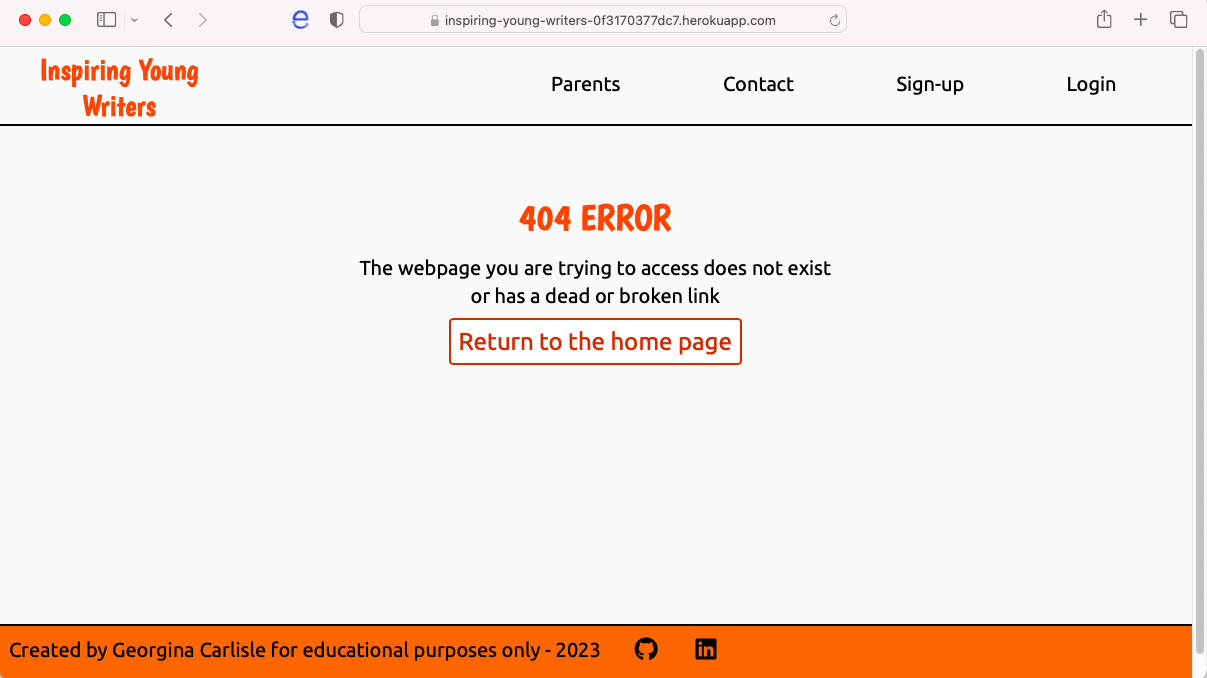 inspiring-young-writers-0f3170377dc7.herokuapp.com
Inspiring Young
Writers
Parents
Contact
Sign-up
Login
404 ERROR
The webpage you are trying to access does not exist
or has a dead or broken link
Return to the home page
Created by Georgina Carlisle for educational purposes only - 2023